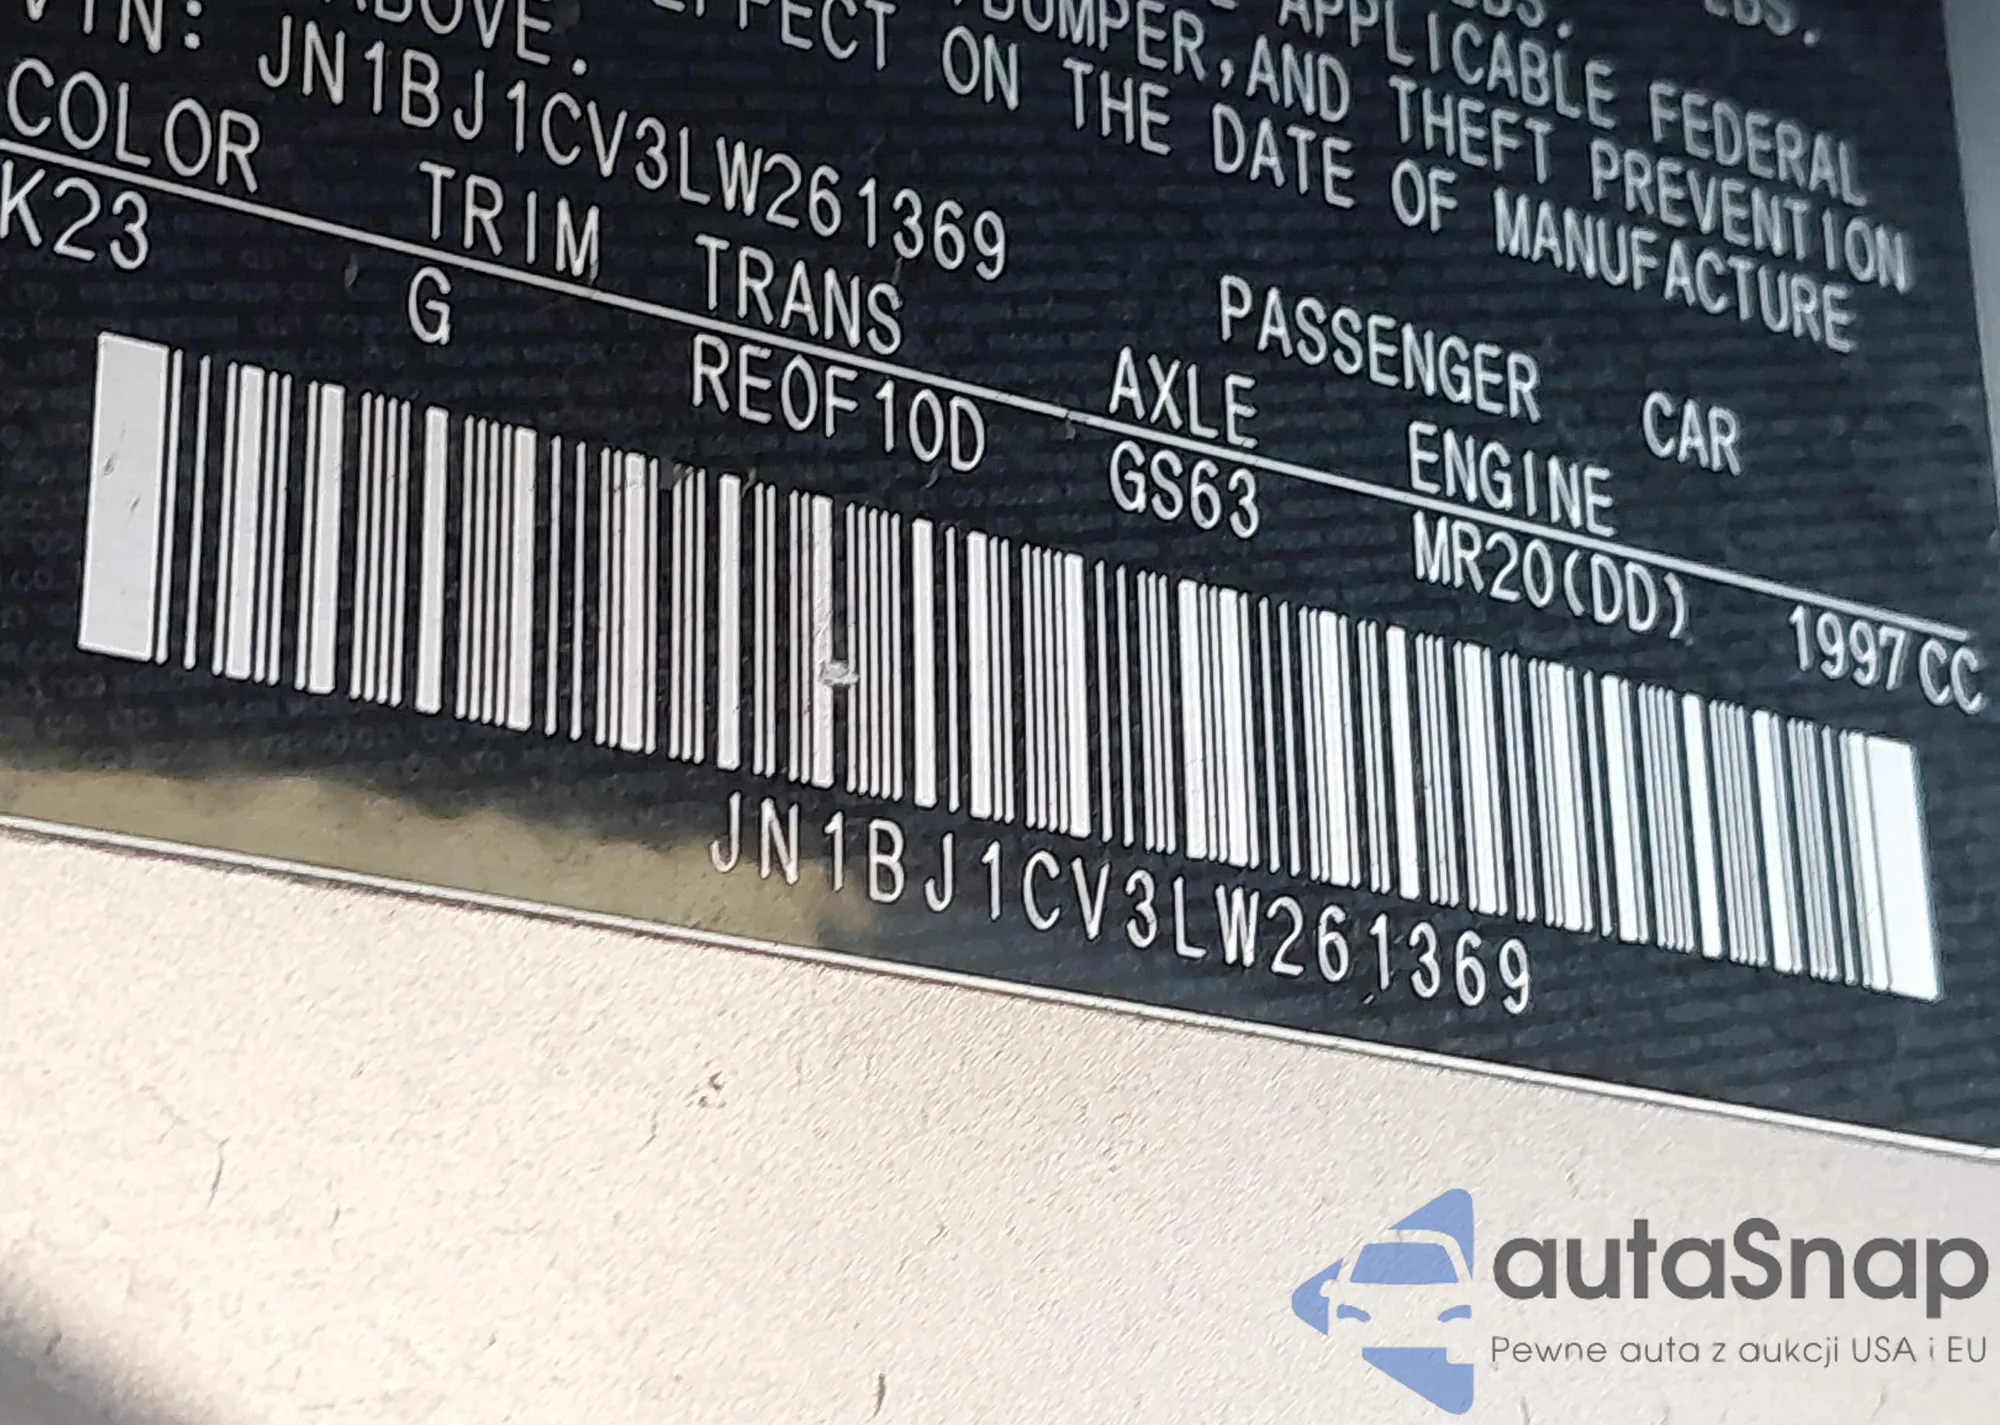 LBS.
APPLICABLE FEDERAL
BUMPER,AND THEFT PREVENTION
ON THE DATE OF MANUFACTURE
ABOVE.
VIN: JN1BJ1CV3LW261369
PASSENGER CAR
COLOR TRIM TRANS AXLE ENGINE
K23 G RE0F10D GS63 MR20(DD) 1997CC
JN1BJ1CV3LW261369
autaSnap
Pewne auta z aukcji USA i EU